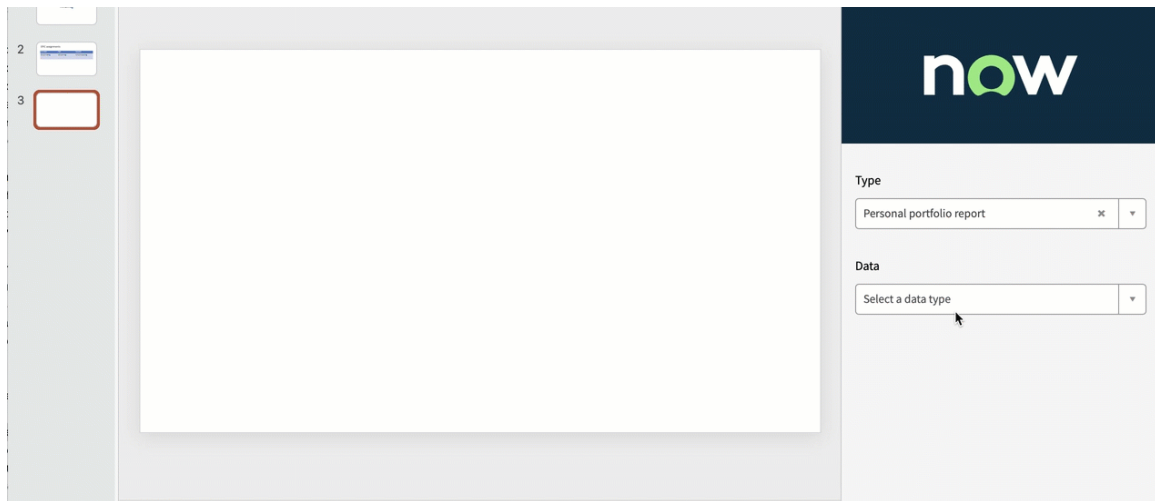 2
3
now
Type
Personal portfolio report
Data
Select a data type